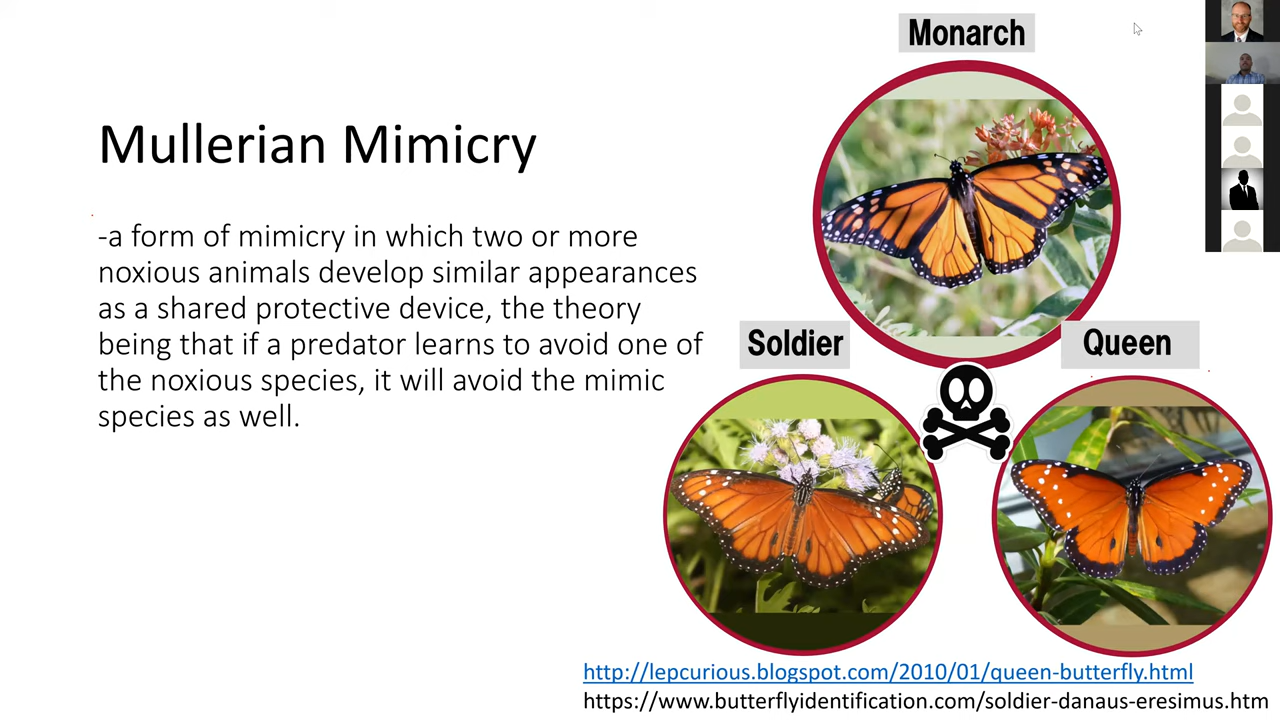 Monarch
Mullerian Mimicry
-a form of mimicry in which two or more
noxious animals develop similar appearances
as a shared protective device, the theory
being that if a predator learns to avoid one of
the noxious species, it will avoid the mimic
species as well.
Soldier
Queen
http://lepcurious.blogspot.com/2010/01/queen-butterfly.html
https://www.butterflyidentification.com/soldier-danaus-eresimus.htm